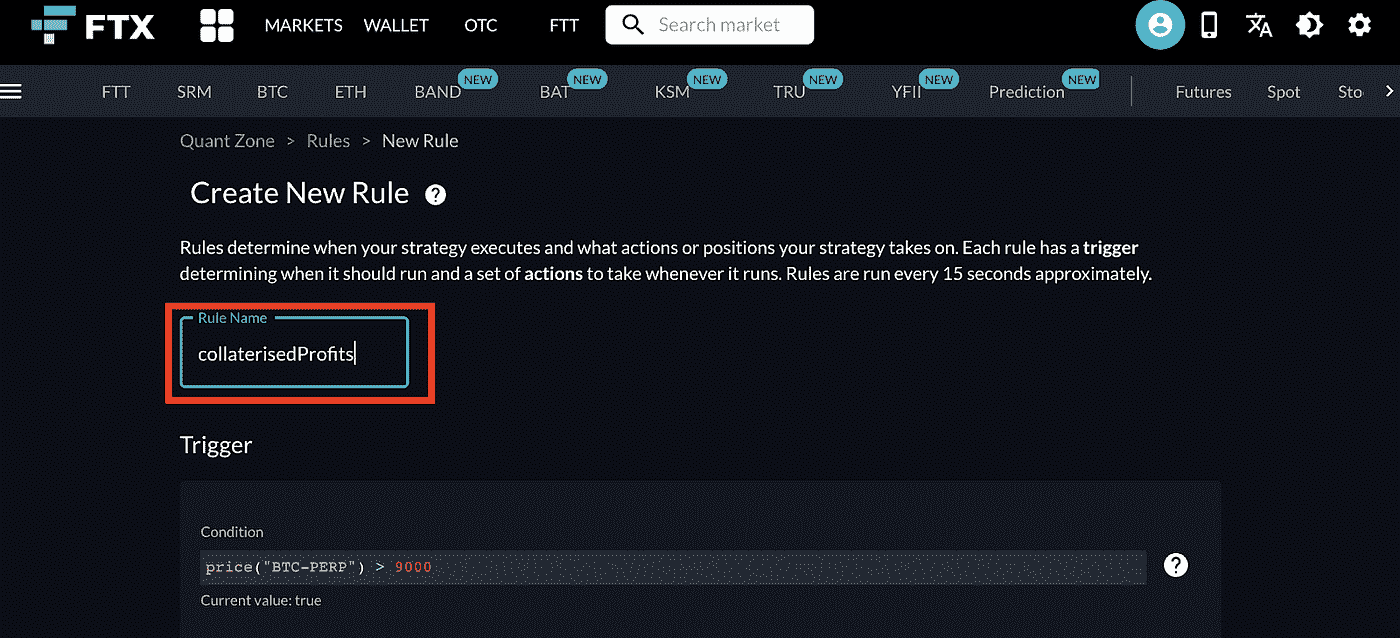 FTX MARKETS WALLET OTC FTT Search market
FTT SRM BTC ETH BAND NEW BAT NEW KSM NEW TRU NEW YFII NEW Prediction NEW Futures Spot Sto
Quant Zone > Rules > New Rule
Create New Rule ?
Rules determine when your strategy executes and what actions or positions your strategy takes on. Each rule has a trigger
determining when it should run and a set of actions to take whenever it runs. Rules are run every 15 seconds approximately.
Rule Name
collaterisedProfits
Trigger
Condition
price("BTC-PERP") > 9000 ?
Current value: true